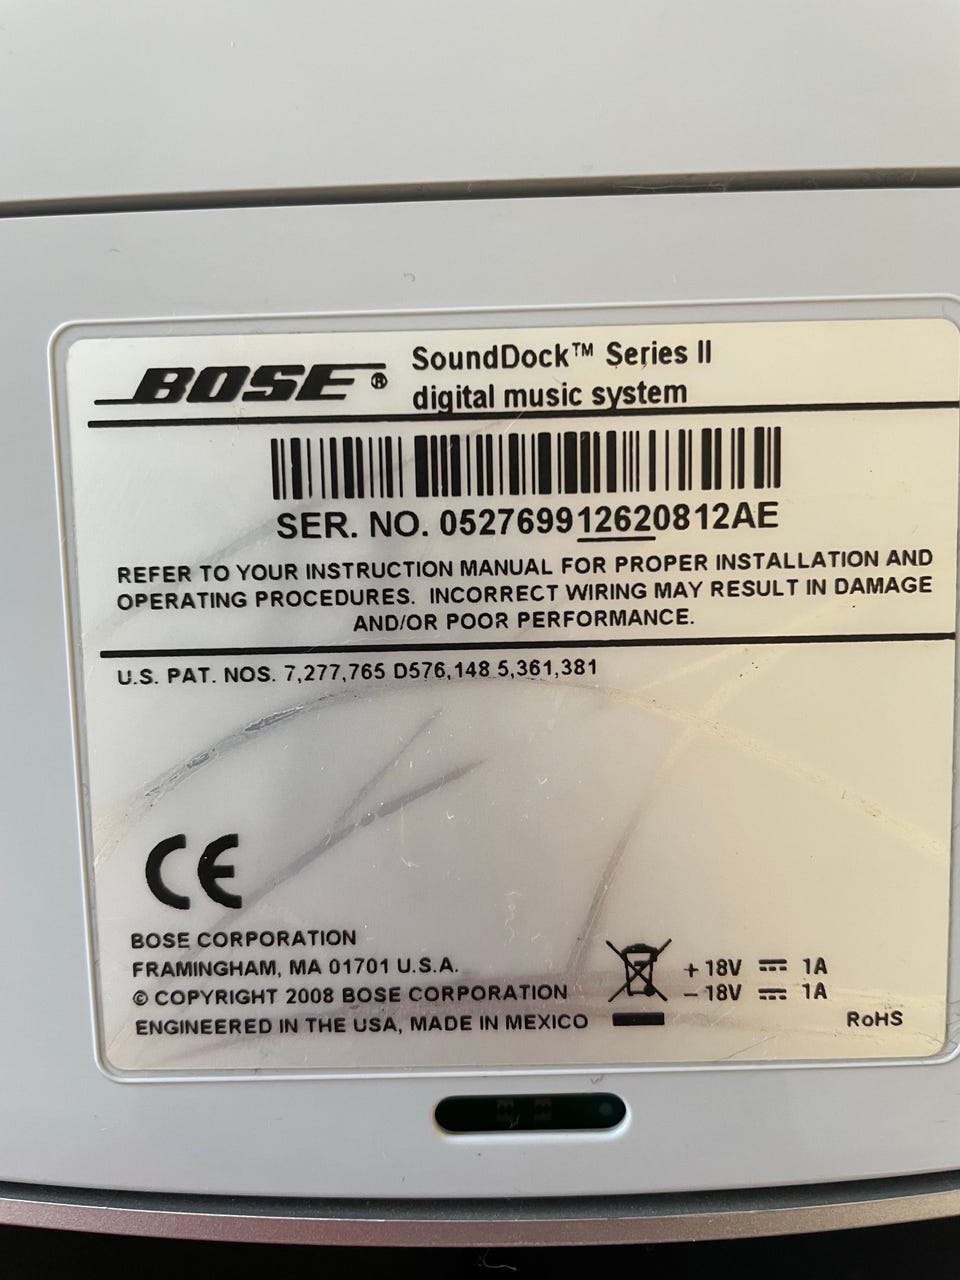 BOSE® SoundDock™ Series II
digital music system
SER. NO. 052769912620812AE
REFER TO YOUR INSTRUCTION MANUAL FOR PROPER INSTALLATION AND
OPERATING PROCEDURES. INCORRECT WIRING MAY RESULT IN DAMAGE
AND/OR POOR PERFORMANCE.
U.S. PAT. NOS. 7,277,765 D576,148 5,361,381
CE
BOSE CORPORATION
FRAMINGHAM, MA 01701 U.S.A.
© COPYRIGHT 2008 BOSE CORPORATION
ENGINEERED IN THE USA, MADE IN MEXICO
+ 18V ⎓ 1A
– 18V ⎓ 1A
RoHS